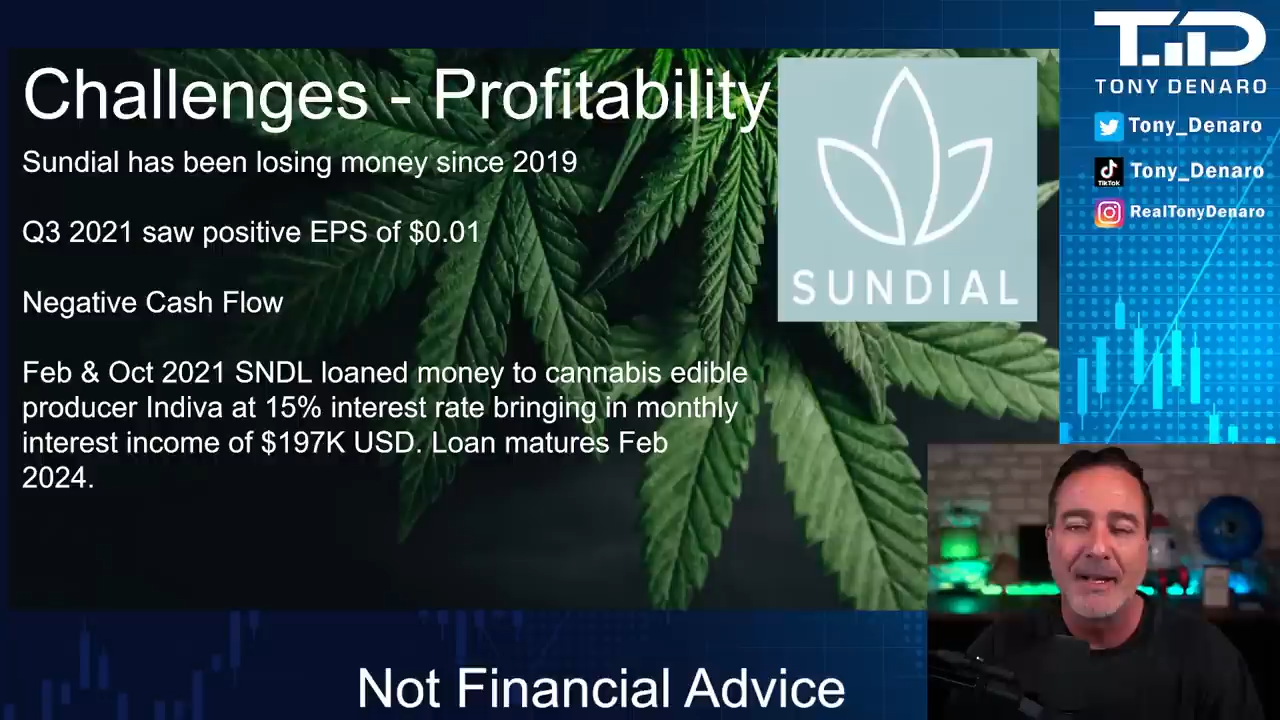 Challenges - Profitability
Sundial has been losing money since 2019
Q3 2021 saw positive EPS of $0.01
Negative Cash Flow
Feb & Oct 2021 SNDL loaned money to cannabis edible
producer Indiva at 15% interest rate bringing in monthly
interest income of $197K USD. Loan matures Feb
2024.
SUNDIAL
TD
TONY DENARO
Tony_Denaro
TikTok
Tony_Denaro
RealTonyDenaro
Not Financial Advice